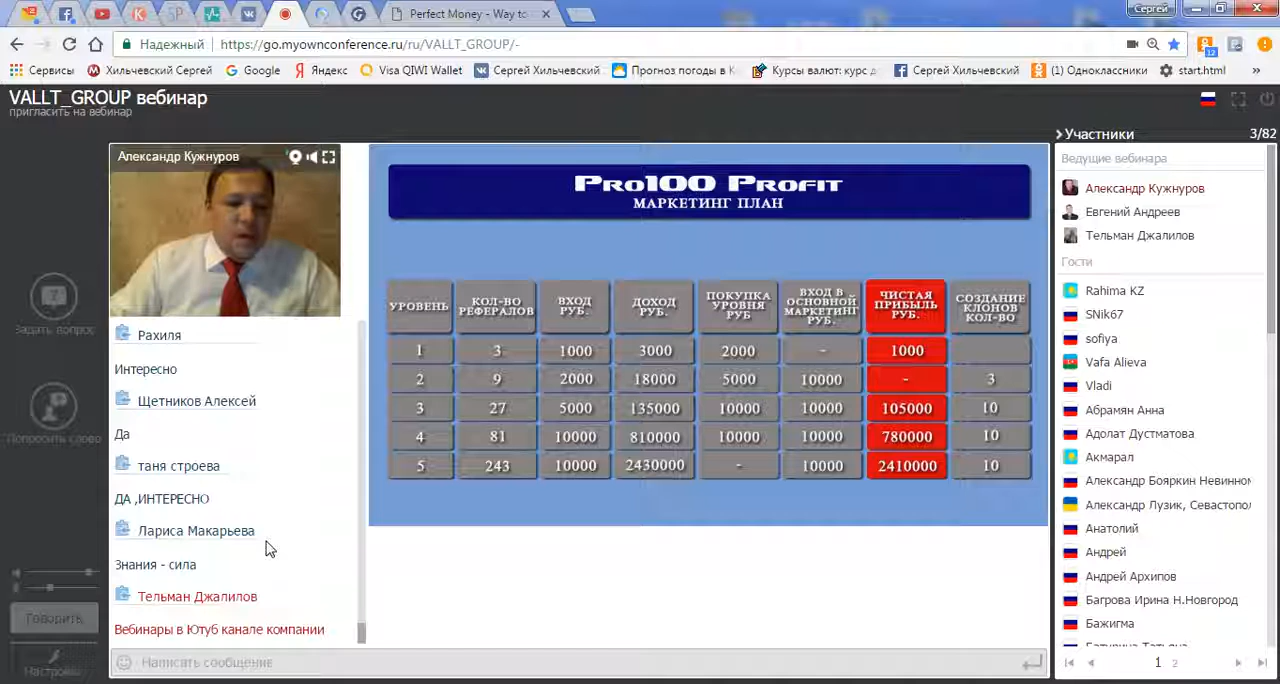 Сергей
Perfect Money - Way to
Надежный
https://go.myownconference.ru/ru/VALLT_GROUP/-
12
Сервисы
Хильчевский Сергей
Google
Яндекс
Visa QIWI Wallet
Сергей Хильчевский
Прогноз погоды в К
Курсы валют: курс д
Сергей Хильчевский
(1) Одноклассники
start.html
»
VALLT_GROUP вебинар
пригласить на вебинар
Участники 3/82
Александр Кужнуров
Задать вопрос
Попросить слово
Говорить
Настройки
Рахиля
Интересно
Щетников Алексей
Да
таня строева
ДА ,ИНТЕРЕСНО
Лариса Макарьева
Знания - сила
Тельман Джалилов
Вебинары в Ютуб канале компании
Написать сообщение
PRO100 PROFIT
МАРКЕТИНГ ПЛАН
УРОВЕНЬ КОЛ-ВО РЕФЕРАЛОВ ВХОД РУБ. ДОХОД РУБ. ПОКУПКА УРОВНЯ РУБ ВХОД В ОСНОВНОЙ МАРКЕТИНГ РУБ. ЧИСТАЯ ПРИБЫЛЬ РУБ. СОЗДАНИЕ КЛОНОВ КОЛ-ВО
1 3 1000 3000 2000 - 1000
2 9 2000 18000 5000 10000 - 3
3 27 5000 135000 10000 10000 105000 10
4 81 10000 810000 10000 10000 780000 10
5 243 10000 2430000 - 10000 2410000 10
Ведущие вебинара
Александр Кужнуров
Евгений Андреев
Тельман Джалилов
Гости
Rahima KZ
SNik67
sofiya
Vafa Alieva
Vladi
Абрамян Анна
Адолат Дустматова
Акмарал
Александр Бояркин Невинном
Александр Лузик, Севастопол
Анатолий
Андрей
Андрей Архипов
Багрова Ирина Н.Новгород
Бажигма
1 2